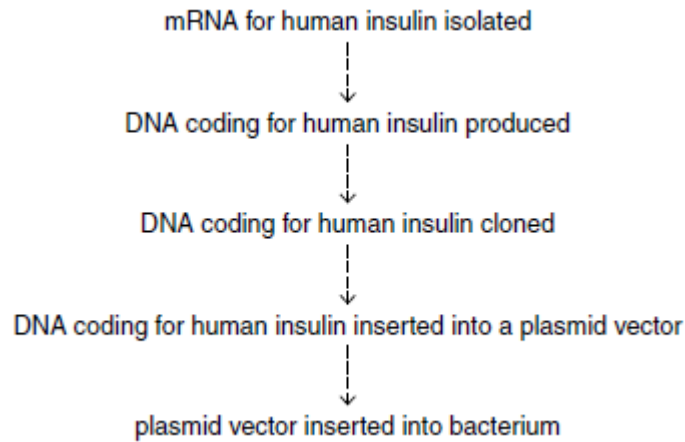 mRNA for human insulin isolated
DNA coding for human insulin produced
DNA coding for human insulin cloned
DNA coding for human insulin inserted into a plasmid vector
plasmid vector inserted into bacterium